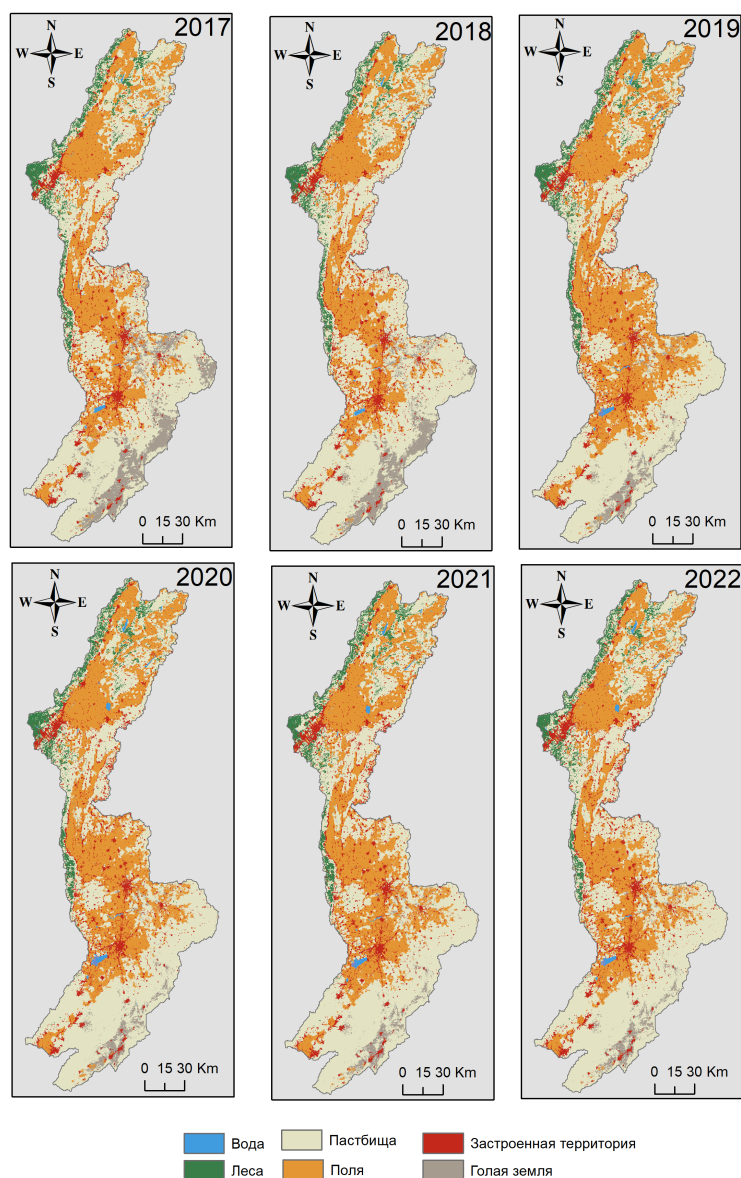 2017
N
W E
S
0 15 30 Km
2018
N
W E
S
0 15 30 Km
2019
N
W E
S
0 15 30 Km
2020
N
W E
S
0 15 30 Km
2021
N
W E
S
0 15 30 Km
2022
N
W E
S
0 15 30 Km
Вода Пастбища Застроенная территория
Леса Поля Голая земля